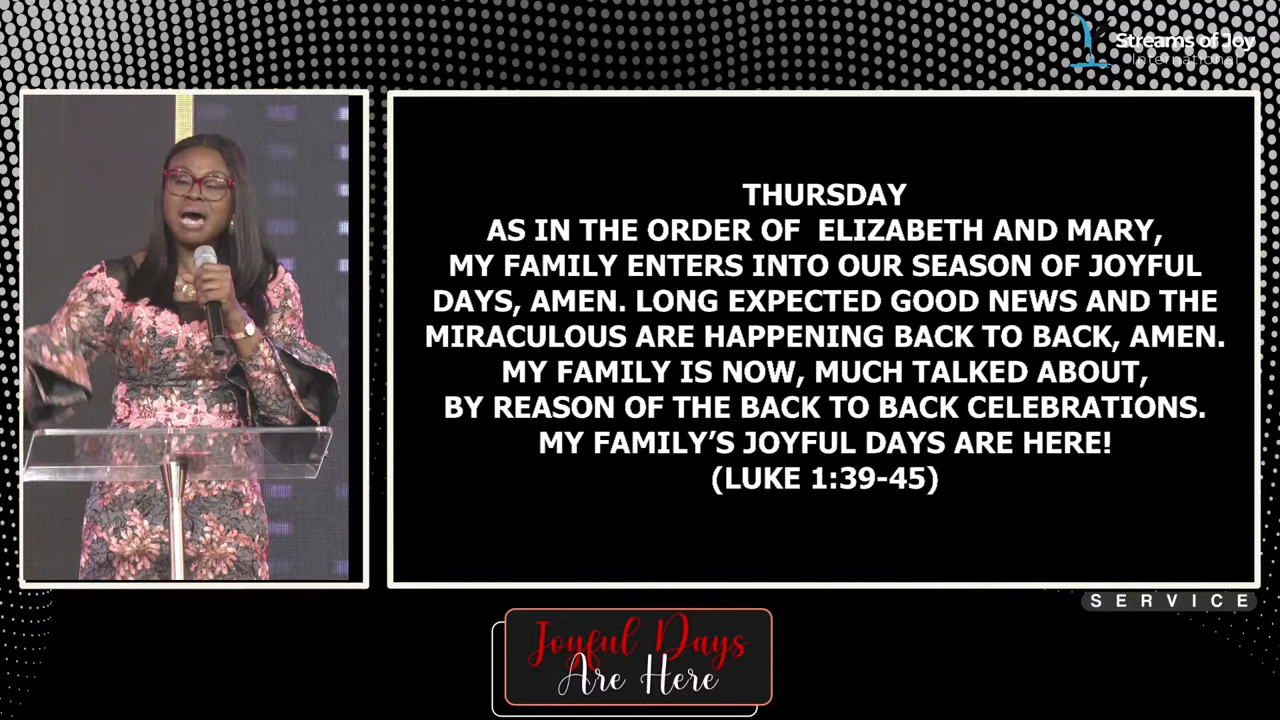 Streams of Joy
International
THURSDAY
AS IN THE ORDER OF ELIZABETH AND MARY,
MY FAMILY ENTERS INTO OUR SEASON OF JOYFUL
DAYS, AMEN. LONG EXPECTED GOOD NEWS AND THE
MIRACULOUS ARE HAPPENING BACK TO BACK, AMEN.
MY FAMILY IS NOW, MUCH TALKED ABOUT,
BY REASON OF THE BACK TO BACK CELEBRATIONS.
MY FAMILY’S JOYFUL DAYS ARE HERE!
(LUKE 1:39-45)
SERVICE
Joyful Days
Are Here